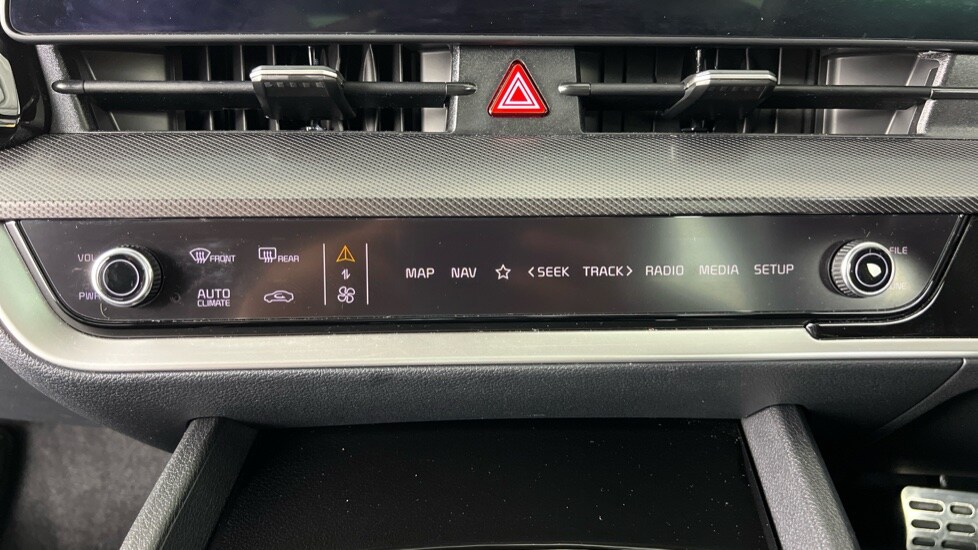 VOL
PWR
FRONT
REAR
AUTO
CLIMATE
MAP NAV < SEEK TRACK > RADIO MEDIA SETUP
FILE